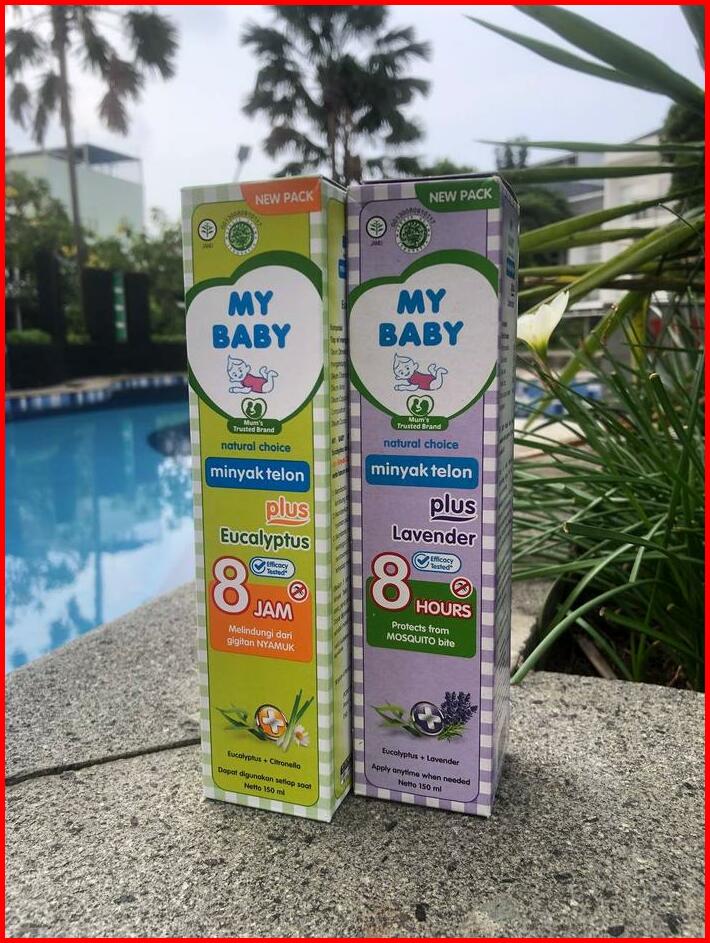 NEW PACK
JAMU
MY
BABY
Mum's
Trusted Brand
natural choice
minyak telon
plus
Eucalyptus
8
Efficacy
Tested*
JAM
Melindungi dari
gigitan NYAMUK
Eucalyptus + Citronella
Dapat digunakan setiap saat
Netto 150 ml
NEW PACK
JAMU
MY
BABY
Mum's
Trusted Brand
natural choice
minyak telon
plus
Lavender
8
Efficacy
Tested*
HOURS
Protects from
MOSQUITO bite
Eucalyptus + Lavender
Apply anytime when needed
Netto 150 ml